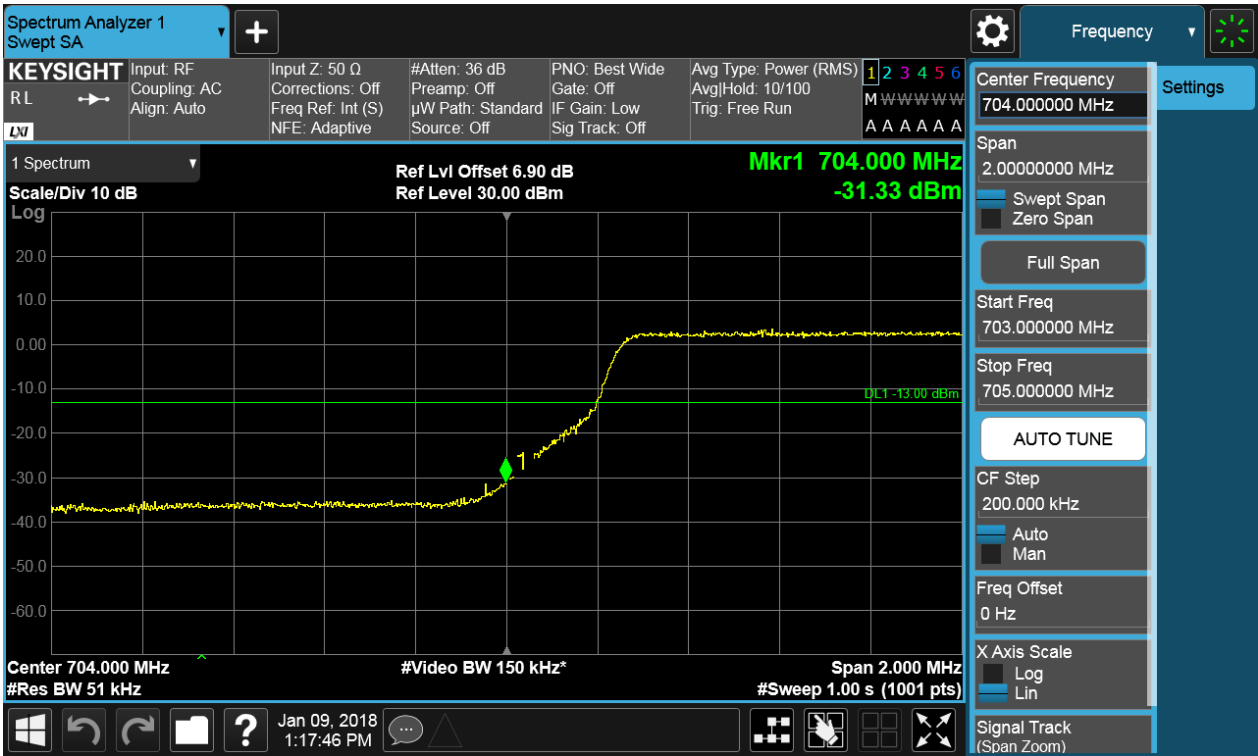 Spectrum Analyzer 1
Swept SA
+
Frequency
KEYSIGHT
R L
LXI
Input: RF
Coupling: AC
Align: Auto
Input Z: 50 Ω
Corrections: Off
Freq Ref: Int (S)
NFE: Adaptive
#Atten: 36 dB
Preamp: Off
µW Path: Standard
Source: Off
PNO: Best Wide
Gate: Off
IF Gain: Low
Sig Track: Off
Avg Type: Power (RMS)
Avg|Hold: 10/100
Trig: Free Run
1 2 3 4 5 6
M W W W W W
A A A A A A
1 Spectrum
Scale/Div 10 dB
Log
Ref Lvl Offset 6.90 dB
Ref Level 30.00 dBm
Mkr1 704.000 MHz
-31.33 dBm
20.0
10.0
0.00
-10.0
-20.0
-30.0
-40.0
-50.0
-60.0
DL1 -13.00 dBm
1
Center 704.000 MHz
#Res BW 51 kHz
#Video BW 150 kHz*
Span 2.000 MHz
#Sweep 1.00 s (1001 pts)
Center Frequency
704.000000 MHz
Span
2.00000000 MHz
Swept Span
Zero Span
Full Span
Start Freq
703.000000 MHz
Stop Freq
705.000000 MHz
AUTO TUNE
CF Step
200.000 kHz
Auto
Man
Freq Offset
0 Hz
X Axis Scale
Log
Lin
Signal Track
(Span Zoom)
Settings
?
Jan 09, 2018
1:17:46 PM